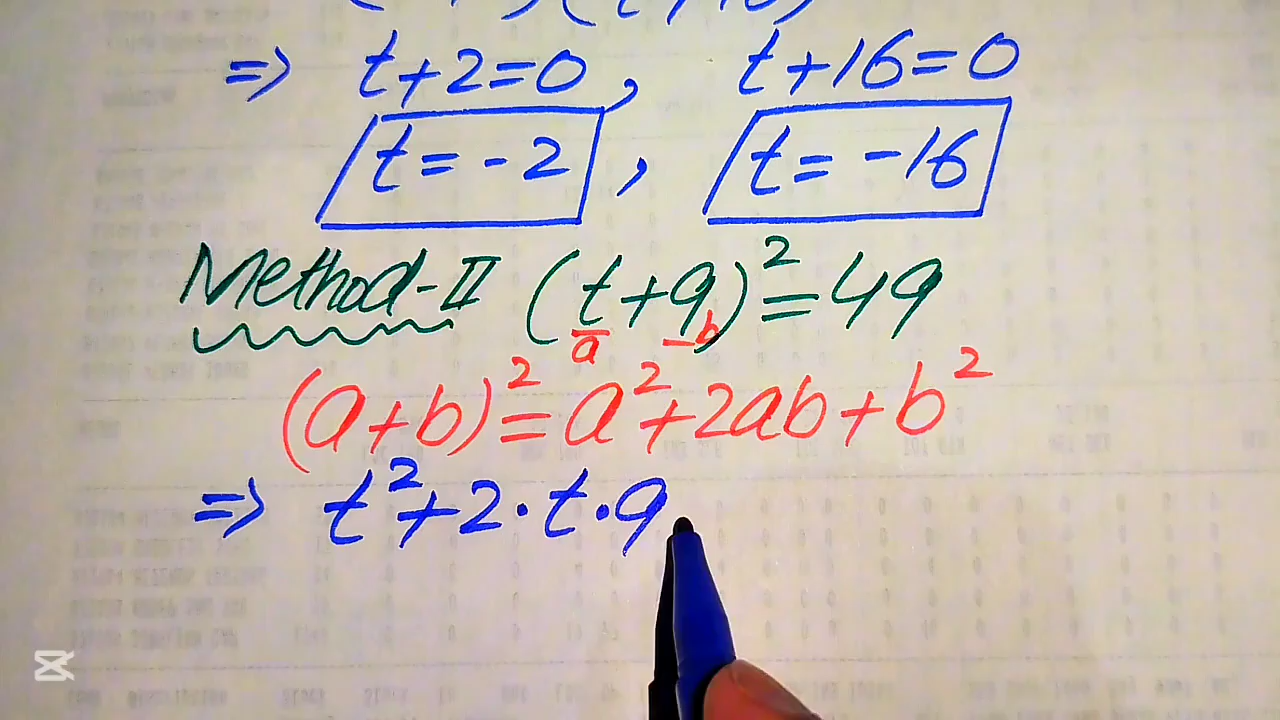 => t+2=0, t+16=0
t=-2, t=-16
Method-II (t+9)²=49
a b
(a+b)²=a²+2ab+b²
=> t²+2·t·9